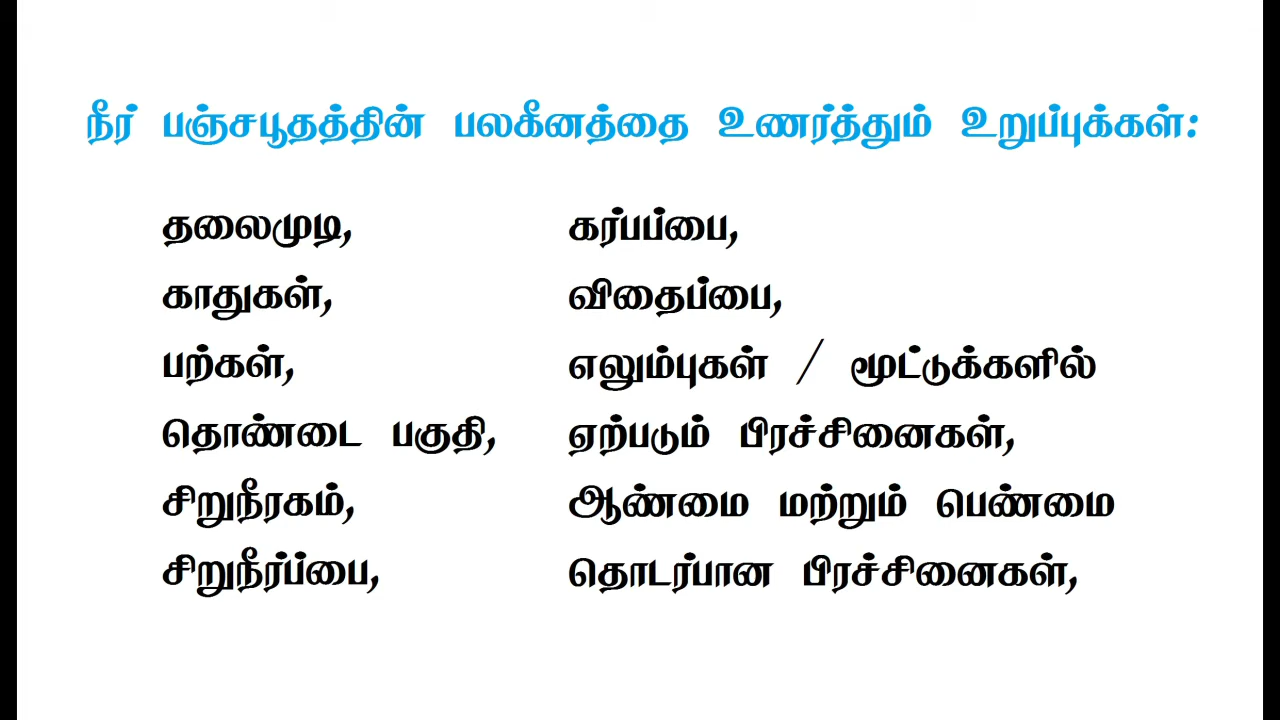 நீர் பஞ்சபூதத்தின் பலகீனத்தை உணர்த்தும் உறுப்புக்கள்:
தலைமுடி,
காதுகள்,
பற்கள்,
தொண்டை பகுதி,
சிறுநீரகம்,
சிறுநீர்ப்பை,
கர்பப்பை,
விதைப்பை,
எலும்புகள் / மூட்டுக்களில்
ஏற்படும் பிரச்சினைகள்,
ஆண்மை மற்றும் பெண்மை
தொடர்பான பிரச்சினைகள்,